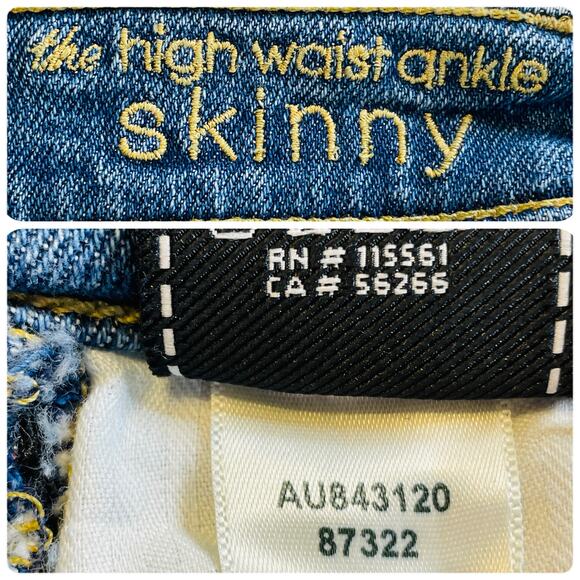 the high waist ankle
skinny
RN # 115561
CA # 56266
AU843120
87322